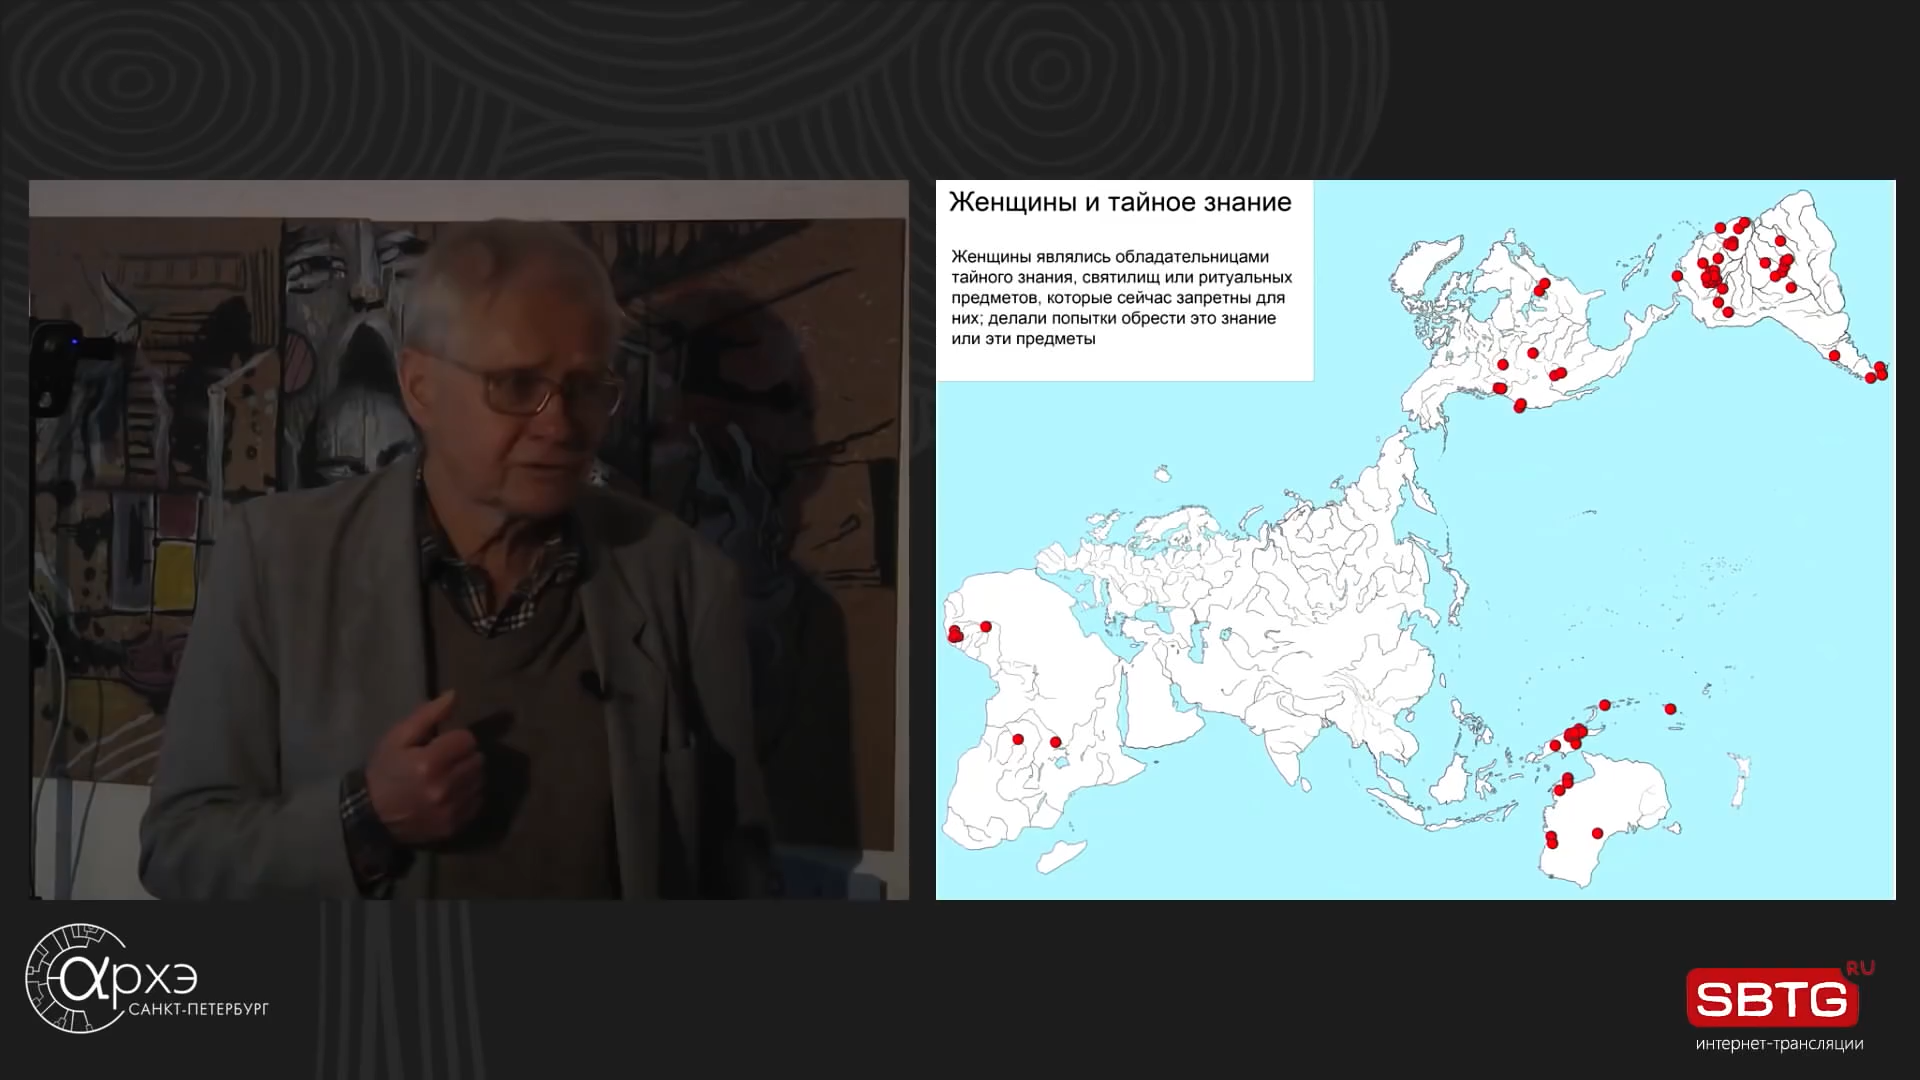 Женщины и тайное знание
Женщины являлись обладательницами
тайного знания, святилищ или ритуальных
предметов, которые сейчас запретны для
них; делали попытки обрести это знание
или эти предметы
αрхэ
САНКТ-ПЕТЕРБУРГ
RU
SBTG
интернет-трансляции